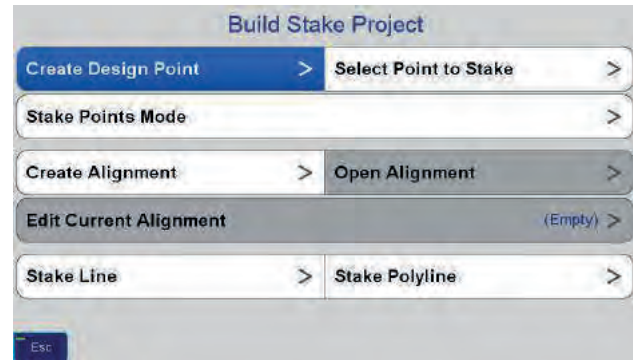 Build Stake Project
Create Design Point >
Select Point to Stake >
Stake Points Mode >
Create Alignment >
Open Alignment >
Edit Current Alignment (Empty) >
Stake Line >
Stake Polyline >
Esc